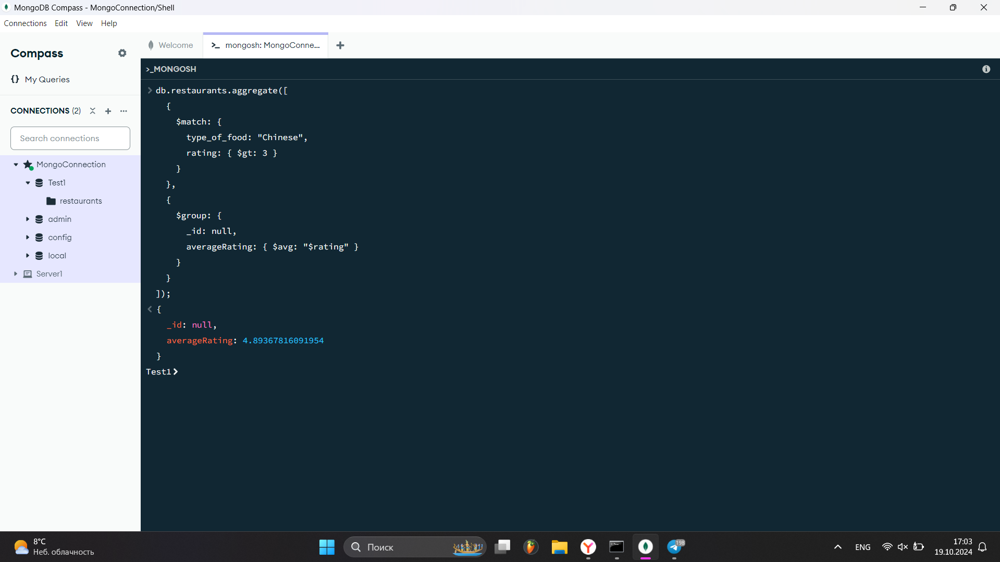 MongoDB Compass - MongoConnection/Shell
Connections Edit View Help
Compass
My Queries
CONNECTIONS (2)
Search connections
MongoConnection
Test1
restaurants
admin
config
local
Server1
Welcome
mongosh: MongoConne...
>_MONGOSH
db.restaurants.aggregate([
{
$match: {
type_of_food: "Chinese",
rating: { $gt: 3 }
}
},
{
$group: {
_id: null,
averageRating: { $avg: "$rating" }
}
}
]);
{
_id: null,
averageRating: 4.89367816091954
}
Test1>
8°C
Неб. облачность
Поиск
198
ENG
17:03
19.10.2024